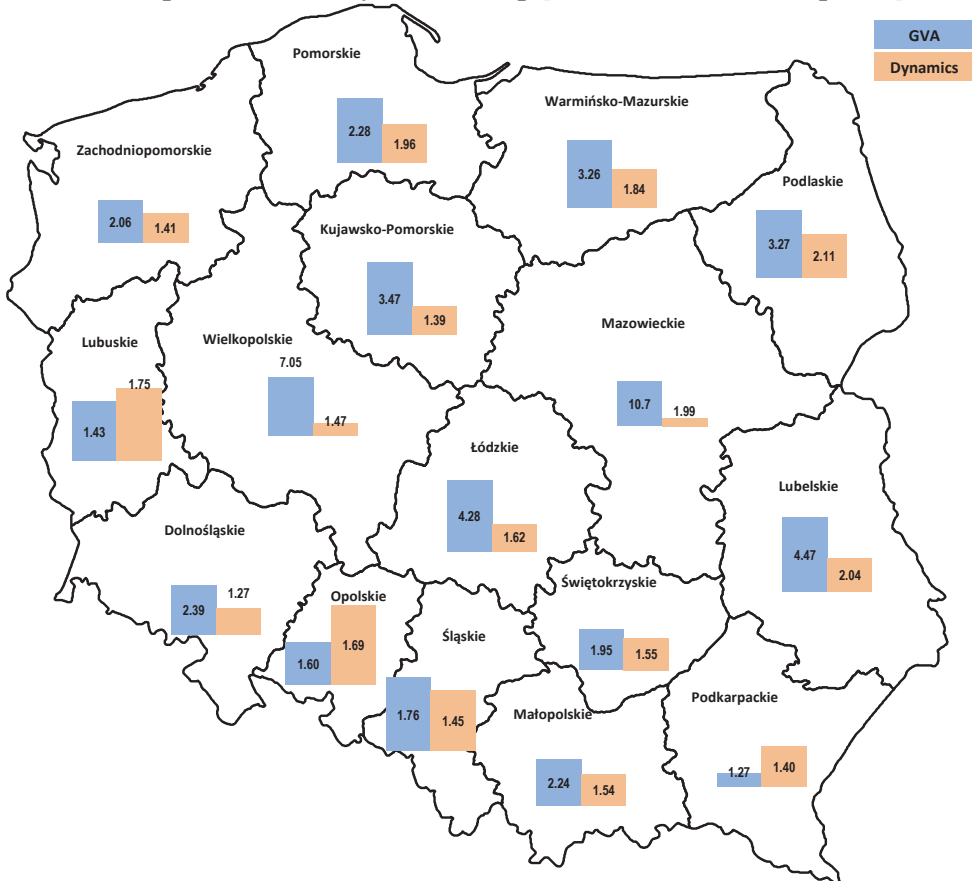 GVA
Dynamics
Pomorskie
2.28
1.96
Warmińsko-Mazurskie
3.26
1.84
Zachodniopomorskie
2.06
1.41
Podlaskie
3.27
2.11
Kujawsko-Pomorskie
3.47
1.39
Mazowieckie
10.7
1.99
Lubuskie
1.43
1.75
Wielkopolskie
7.05
1.47
Łódzkie
4.28
1.62
Lubelskie
4.47
2.04
Dolnośląskie
2.39
1.27
Opolskie
1.60
1.69
Śląskie
1.76
1.45
Świętokrzyskie
1.95
1.55
Małopolskie
2.24
1.54
Podkarpackie
1.27
1.40